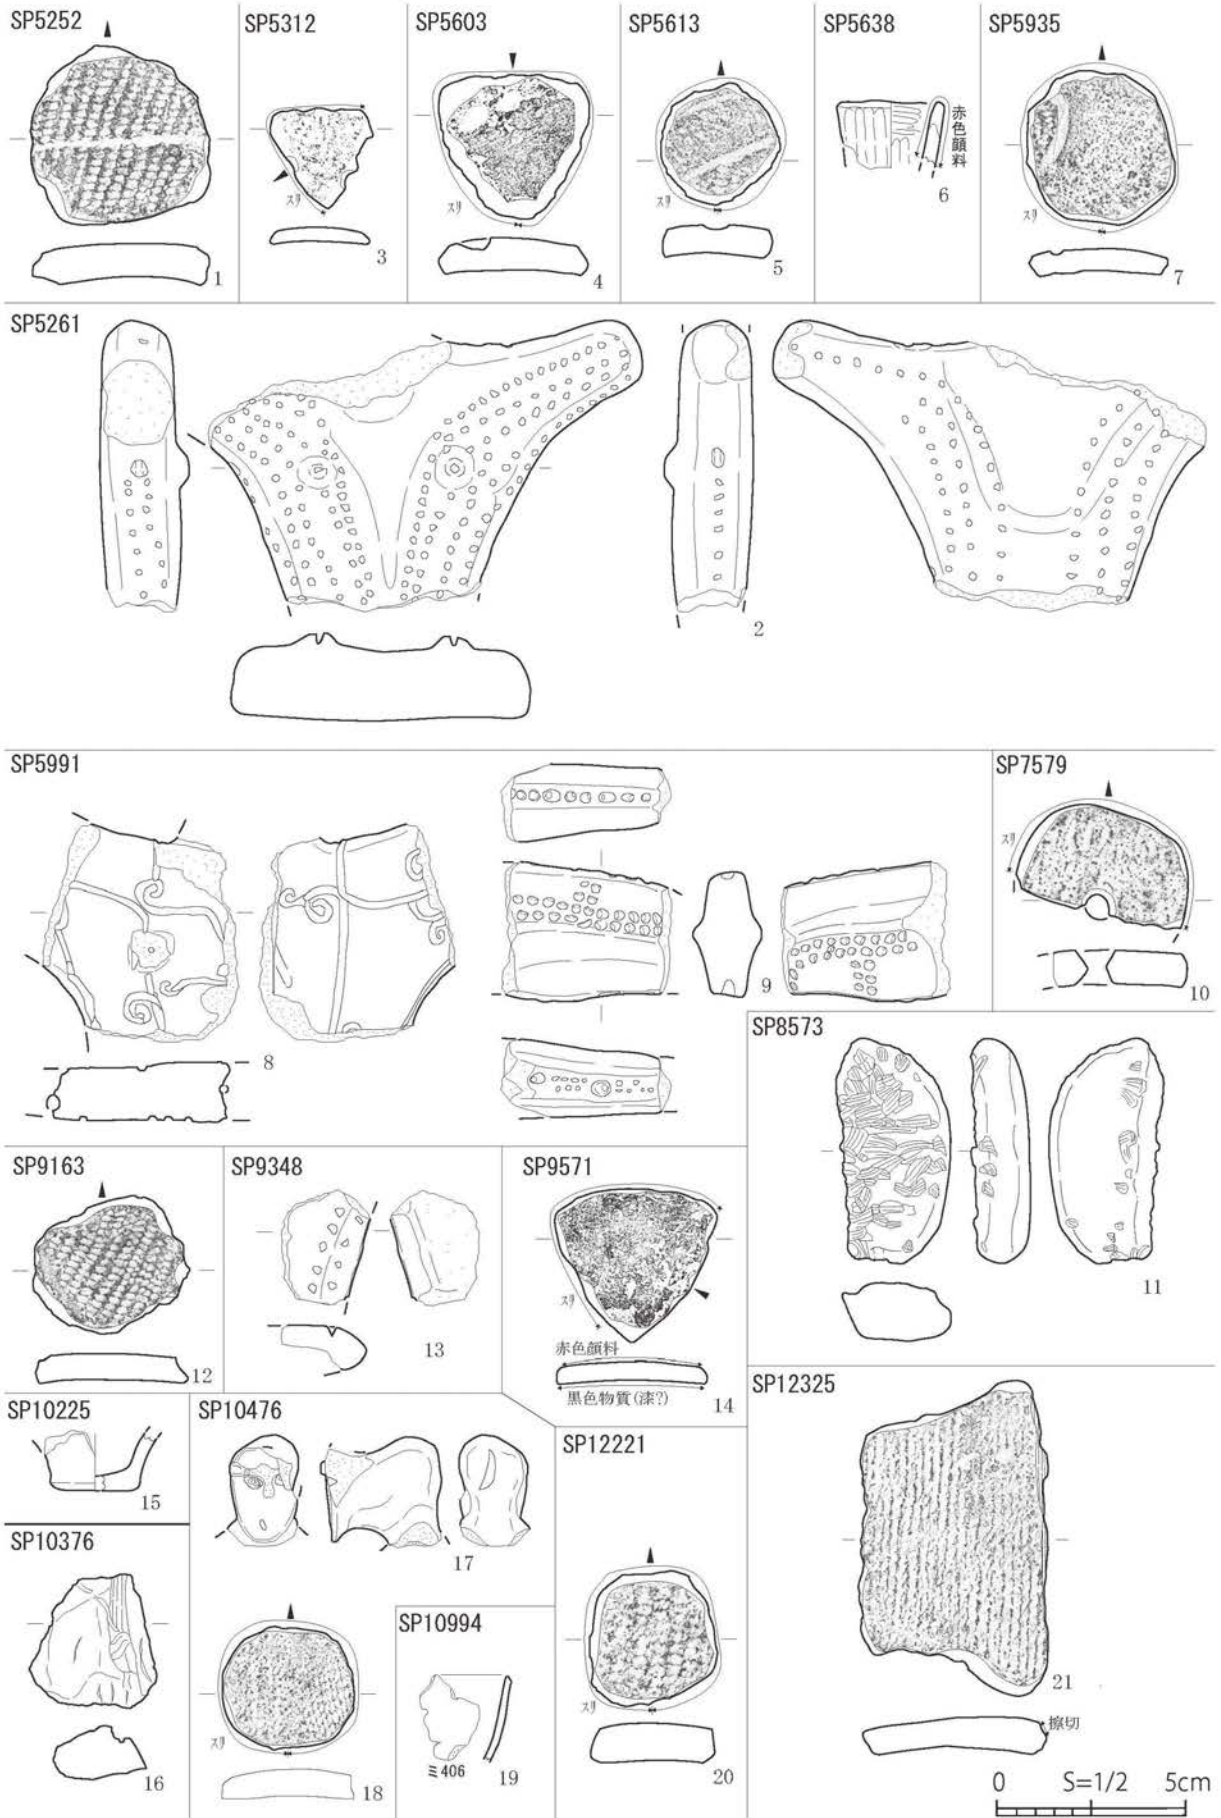 SP5252
1
SP5312
スリ
3
SP5603
スリ
4
SP5613
スリ
5
SP5638
赤色顔料
6
SP5935
スリ
7
SP5261
2
SP5991
8
9
SP7579
スリ
10
SP8573
11
SP9163
12
SP9348
13
SP9571
スリ
赤色顔料
黒色物質(漆?)
14
SP10225
15
SP10376
16
SP10476
17
スリ
18
SP10994
ミ406
19
SP12221
スリ
20
SP12325
21
擦切
0 S=1/2 5cm